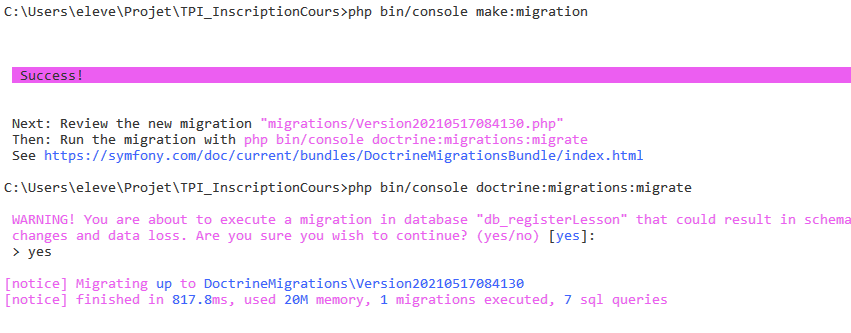 C:\Users\eleve\Projet\TPI_InscriptionCours>php bin/console make:migration
Success!
Next: Review the new migration "migrations/Version20210517084130.php"
Then: Run the migration with php bin/console doctrine:migrations:migrate
See https://symfony.com/doc/current/bundles/DoctrineMigrationsBundle/index.html
C:\Users\eleve\Projet\TPI_InscriptionCours>php bin/console doctrine:migrations:migrate
WARNING! You are about to execute a migration in database "db_registerLesson" that could result in schema
changes and data loss. Are you sure you wish to continue? (yes/no) [yes]:
> yes
[notice] Migrating up to DoctrineMigrations\Version20210517084130
[notice] finished in 817.8ms, used 20M memory, 1 migrations executed, 7 sql queries